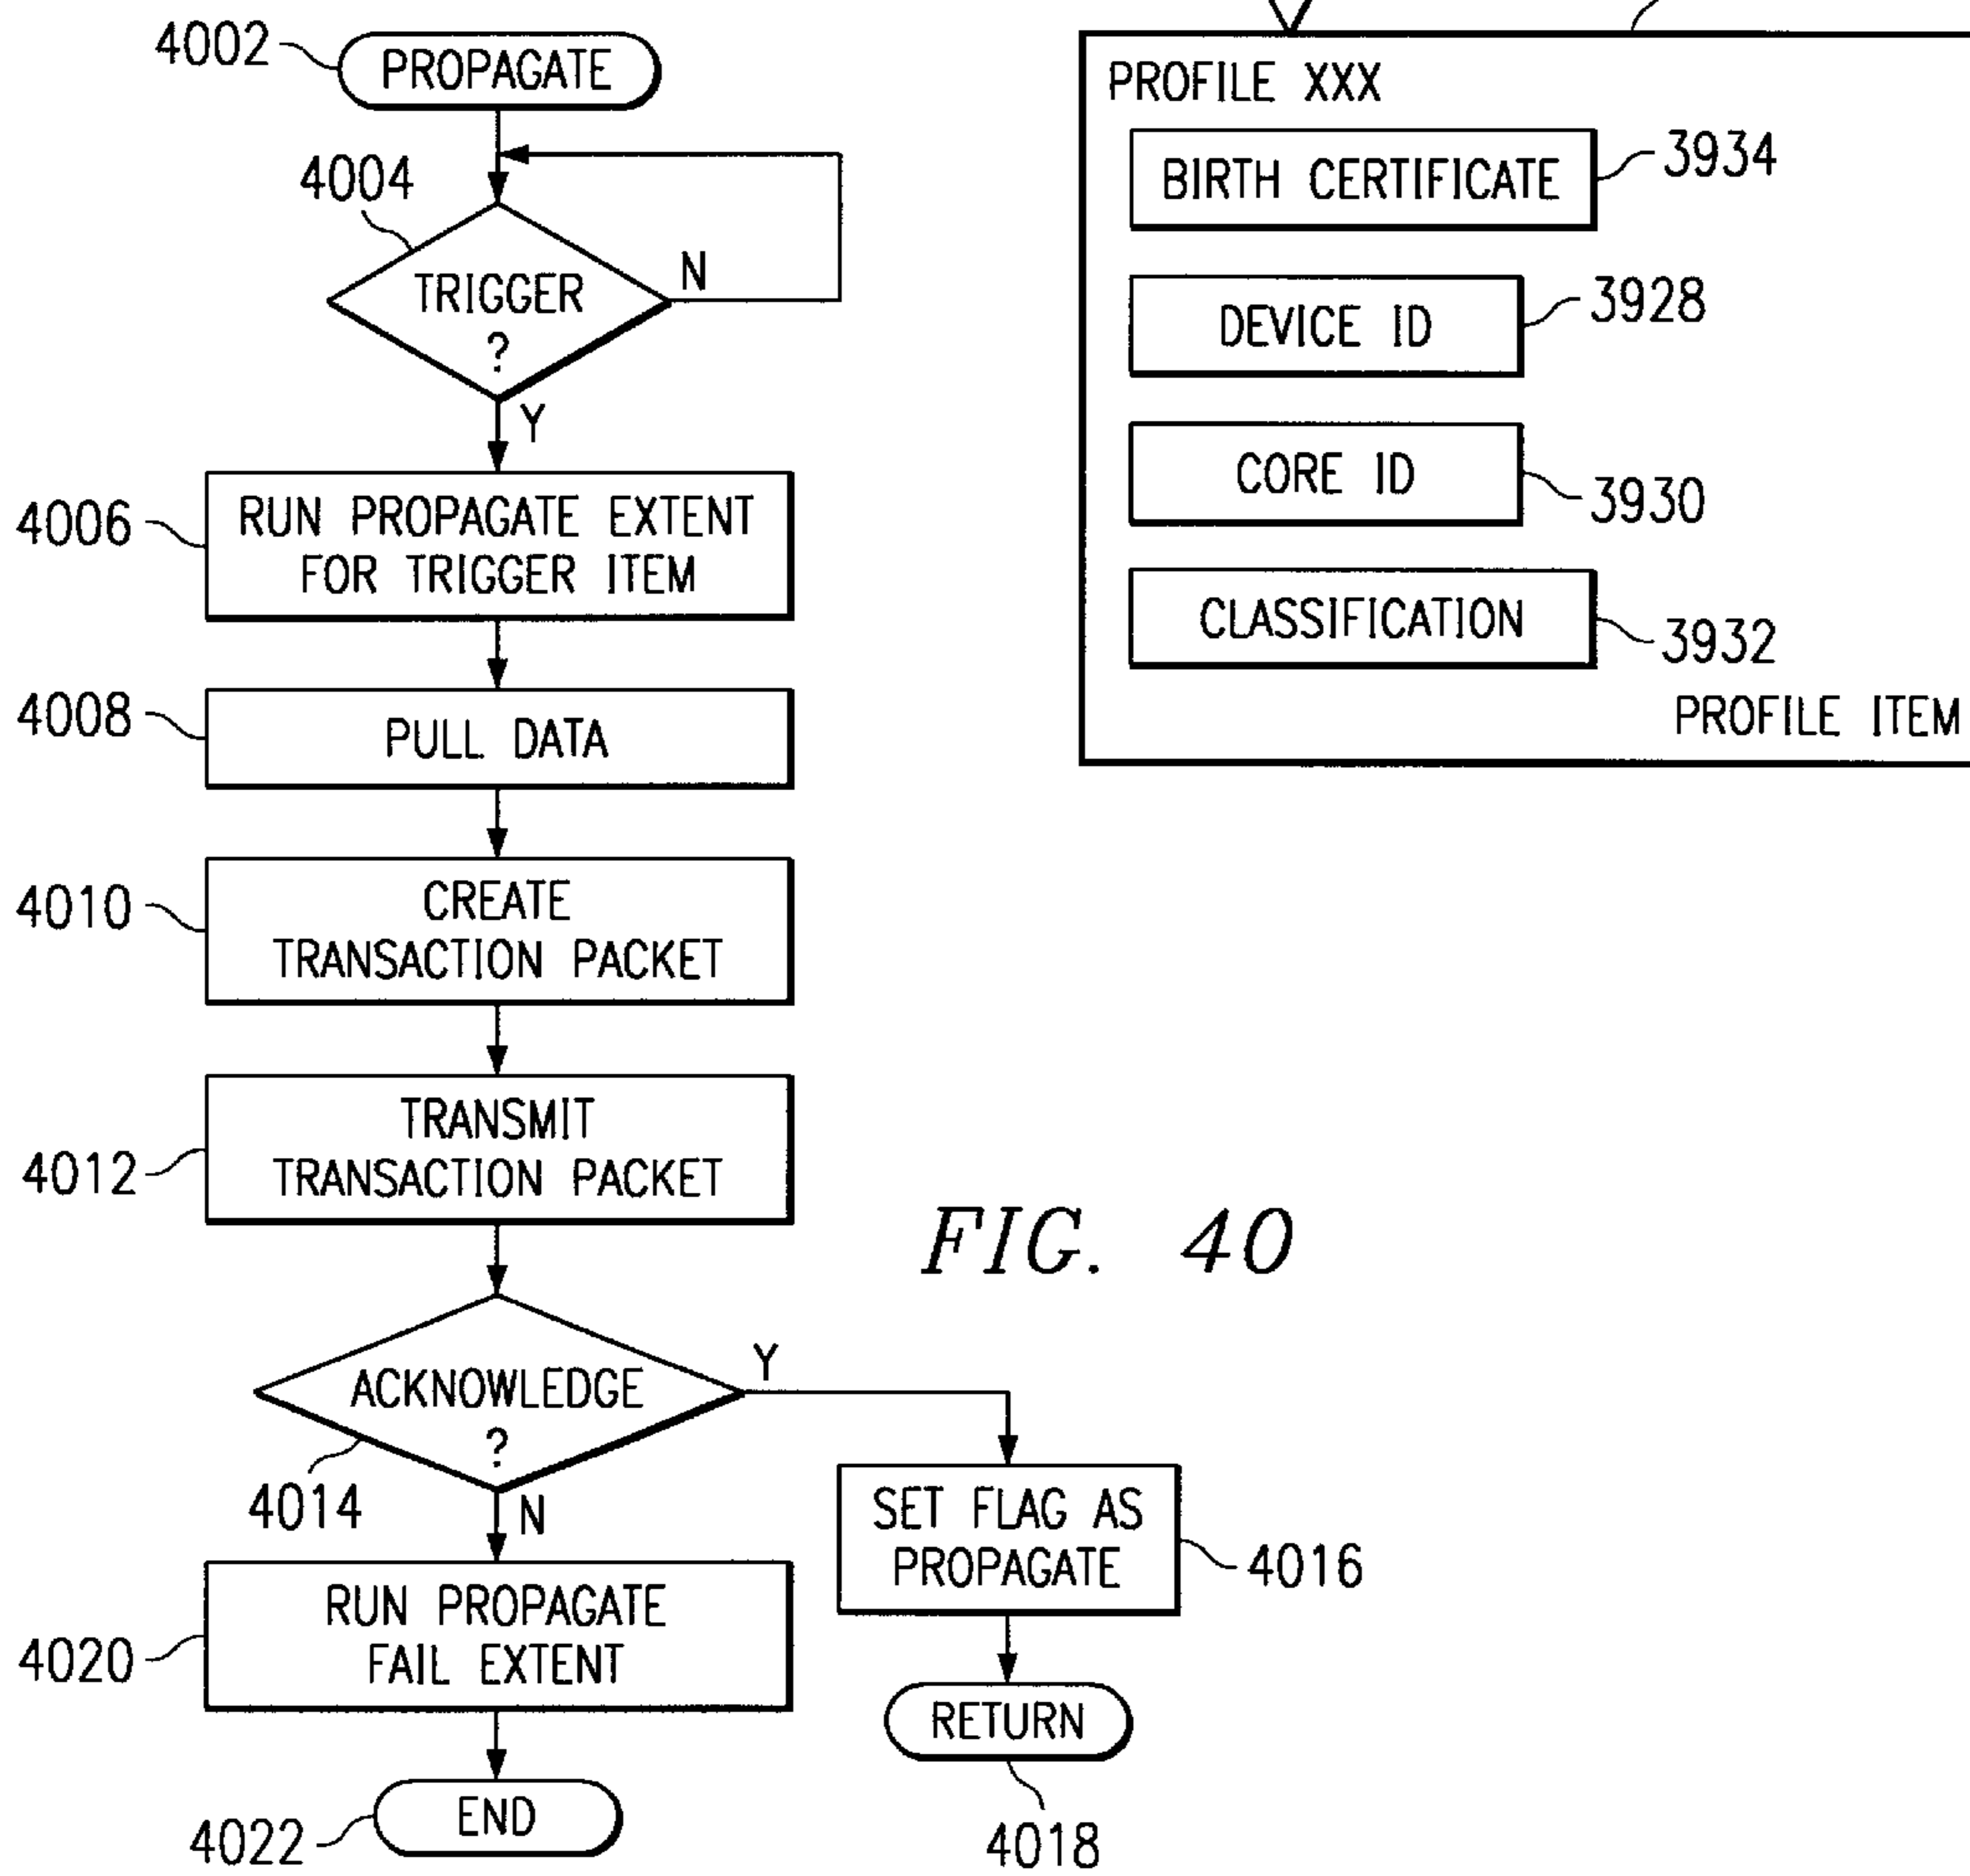 4002
PROPAGATE
4004
TRIGGER
?
N
Y
4006
RUN PROPAGATE EXTENT
FOR TRIGGER ITEM
4008
PULL DATA
4010
CREATE
TRANSACTION PACKET
4012
TRANSMIT
TRANSACTION PACKET
ACKNOWLEDGE
?
Y
4014
N
4020
RUN PROPAGATE
FAIL EXTENT
4022
END
SET FLAG AS
PROPAGATE
4016
RETURN
4018
FIG. 40
PROFILE XXX
BIRTH CERTIFICATE
3934
DEVICE ID
3928
CORE ID
3930
CLASSIFICATION
3932
PROFILE ITEM